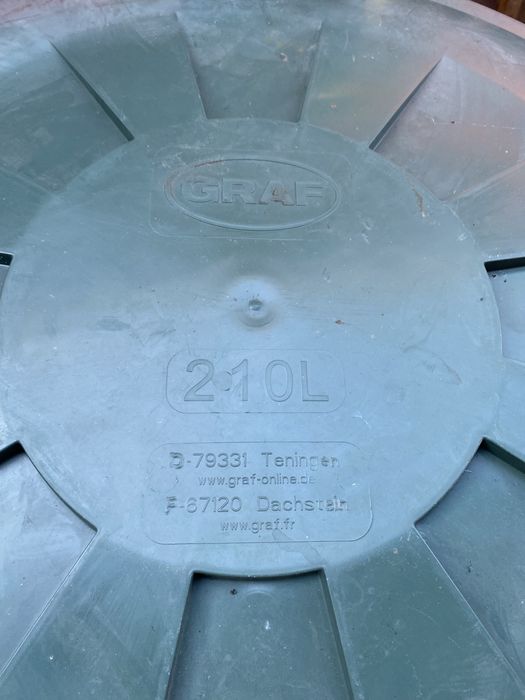 GRAF
210L
D-79331 Teningen
www.graf-online.de
F-67120 Dachstein
www.graf.fr